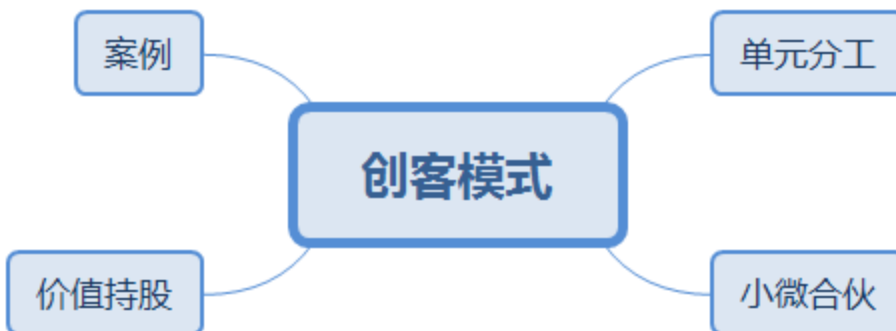 案例
单元分工
创客模式
价值持股
小微合伙